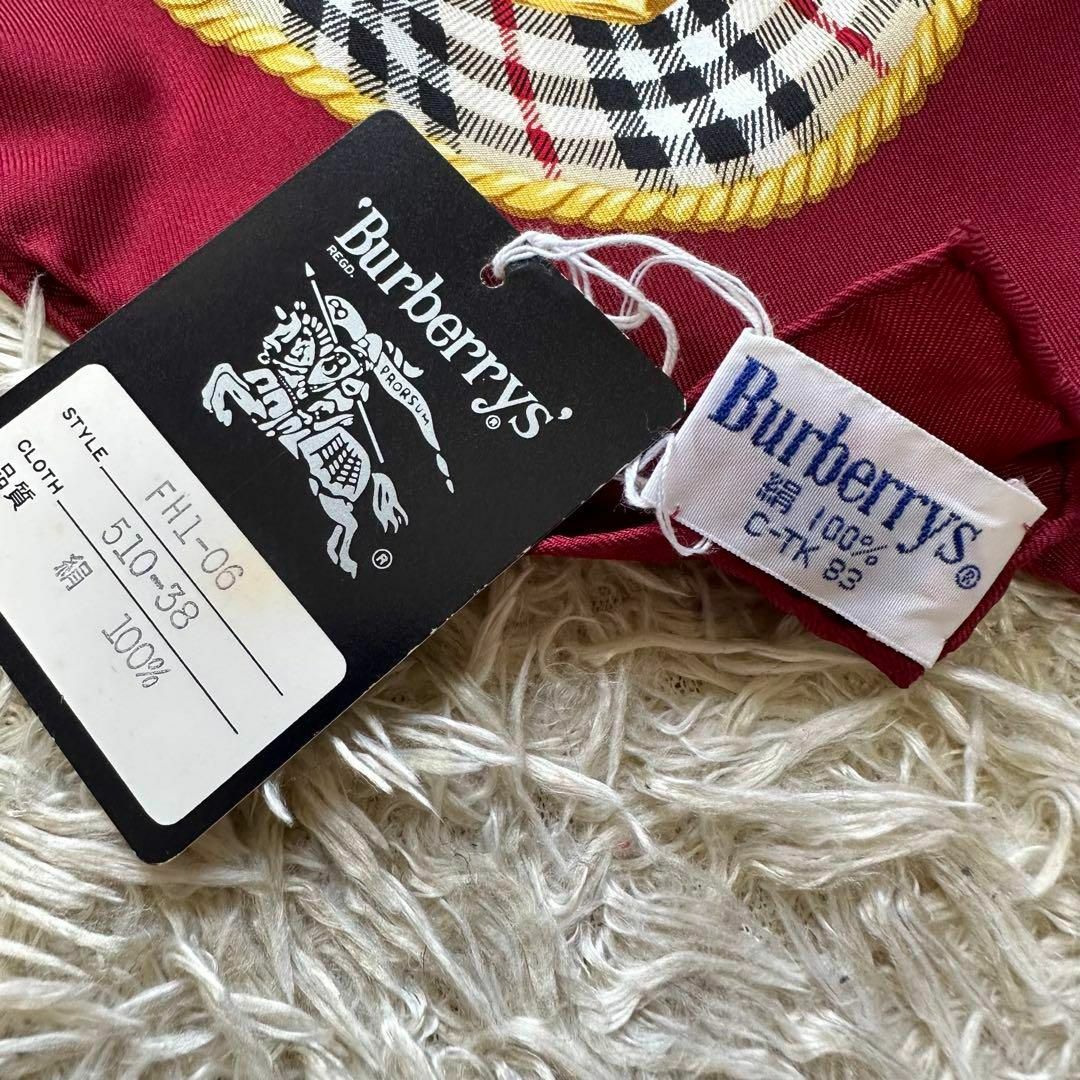 'Burberrys'®
REGD.
PRORSUM
®
STYLE FH1-06
CLOTH 510-38
品質 絹 100%
Burberrys®
絹 100%
C-TK 83